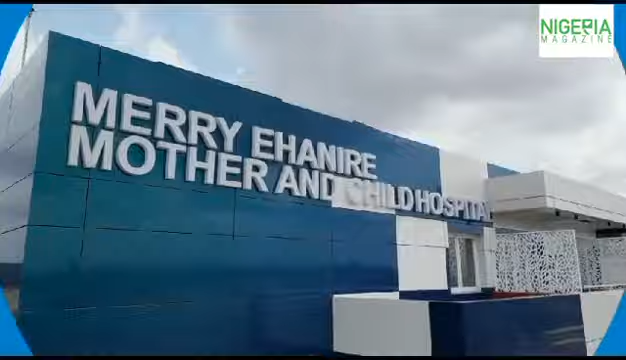 NIGERIA
MAGAZINE
MERRY EHANIRE
MOTHER AND CHILD HOSPITAL